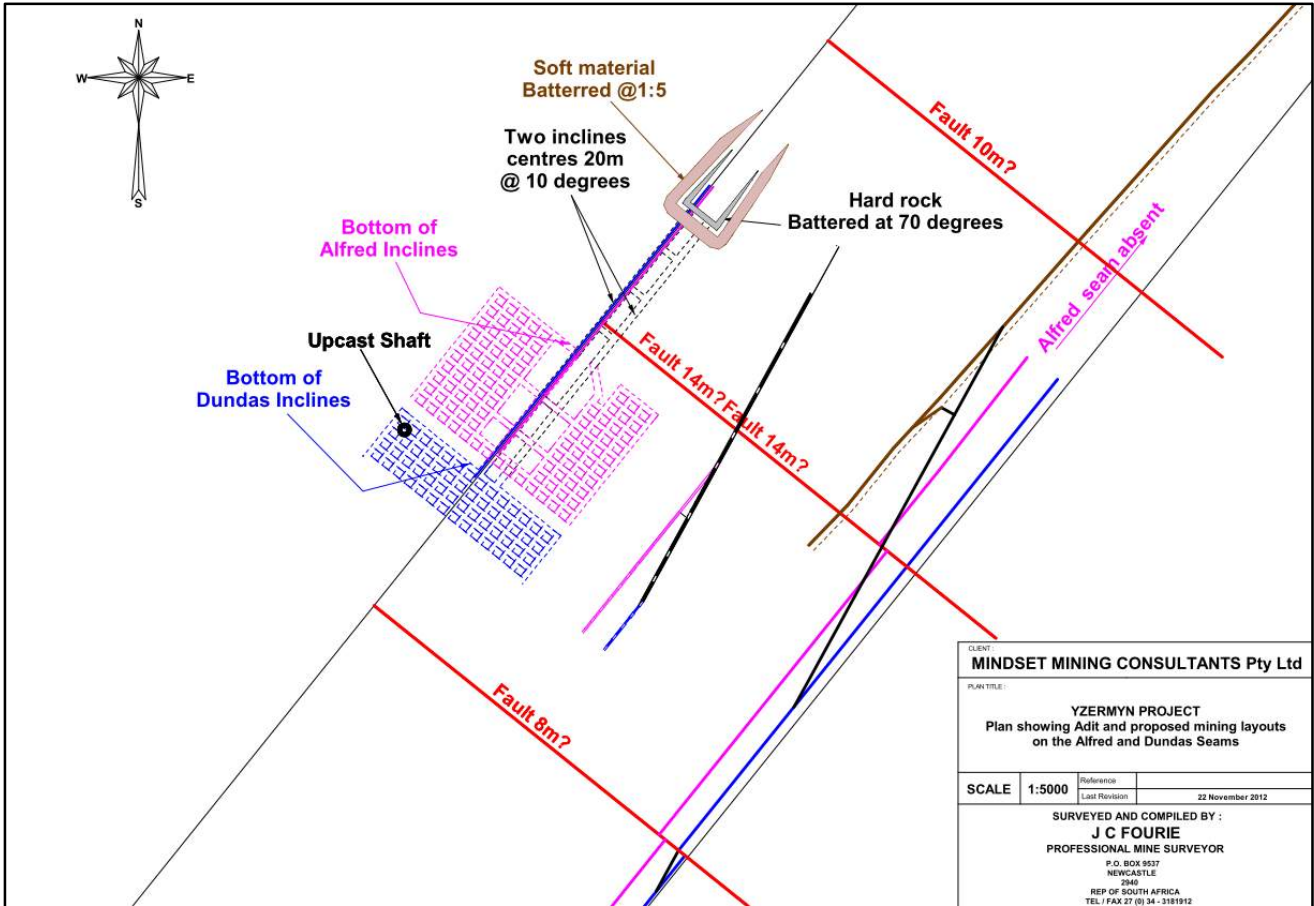 N
W
E
S
Soft material
Batterred @1:5
Two inclines
centres 20m
@ 10 degrees
Hard rock
Battered at 70 degrees
Bottom of
Alfred Inclines
Upcast Shaft
Bottom of
Dundas Inclines
Fault 10m?
Alfred seam absent
Fault 14m?
Fault 14m?
Fault 8m?
CLIENT :
MINDSET MINING CONSULTANTS Pty Ltd
PLAN TITLE :
YZERMYN PROJECT
Plan showing Adit and proposed mining layouts
on the Alfred and Dundas Seams
SCALE 1:5000
Reference
Last Revision 22 November 2012
SURVEYED AND COMPILED BY :
J C FOURIE
PROFESSIONAL MINE SURVEYOR
P.O. BOX 9537
NEWCASTLE
2940
REP OF SOUTH AFRICA
TEL / FAX 27 (0) 34 - 3181912